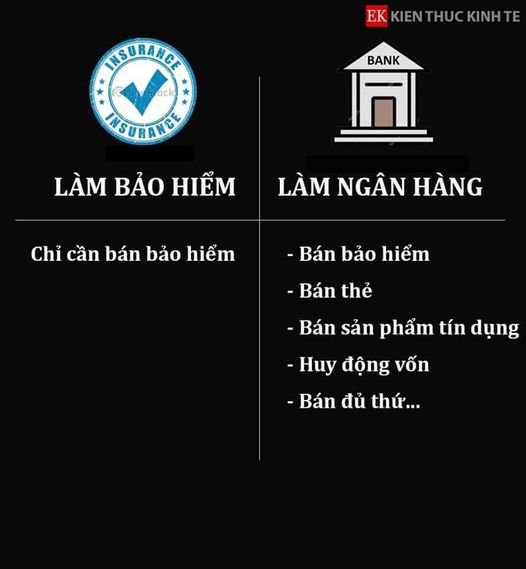 EK KIEN THUC KINH TE
INSURANCE
INSURANCE
BANK
LÀM BẢO HIỂM
LÀM NGÂN HÀNG
Chỉ cần bán bảo hiểm
- Bán bảo hiểm
- Bán thẻ
- Bán sản phẩm tín dụng
- Huy động vốn
- Bán đủ thứ...